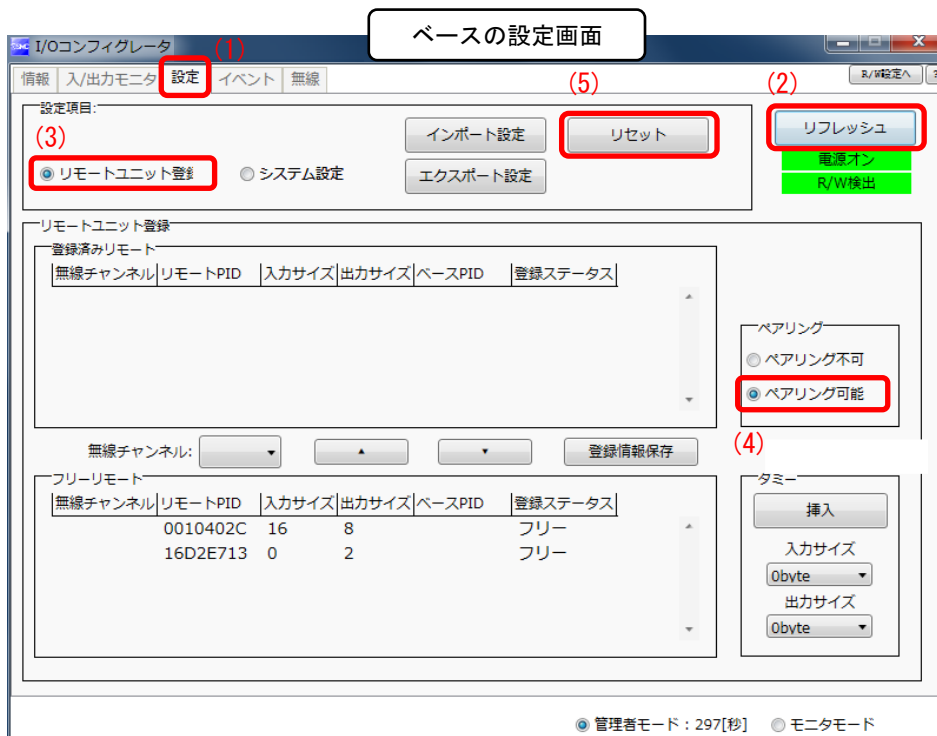 ベースの設定画面
SMC I/Oコンフィグレータ
(1)
情報 入/出力モニタ 設定 イベント 無線
R/W設定へ ?
設定項目:
(5)
(2)
(3)
インポート設定 リセット リフレッシュ
電源オン
リモートユニット登録 システム設定 エクスポート設定
R/W検出
リモートユニット登録
登録済みリモート
無線チャンネル リモートPID 入力サイズ 出力サイズ ベースPID 登録ステータス
ペアリング
ペアリング不可
ペアリング可能
(4)
無線チャンネル: ▲ ▼ 登録情報保存
フリーリモート
無線チャンネル リモートPID 入力サイズ 出力サイズ ベースPID 登録ステータス
0010402C 16 8 フリー
16D2E713 0 2 フリー
ダミー
挿入
入力サイズ
0byte
出力サイズ
0byte
管理者モード：297[秒] モニタモード